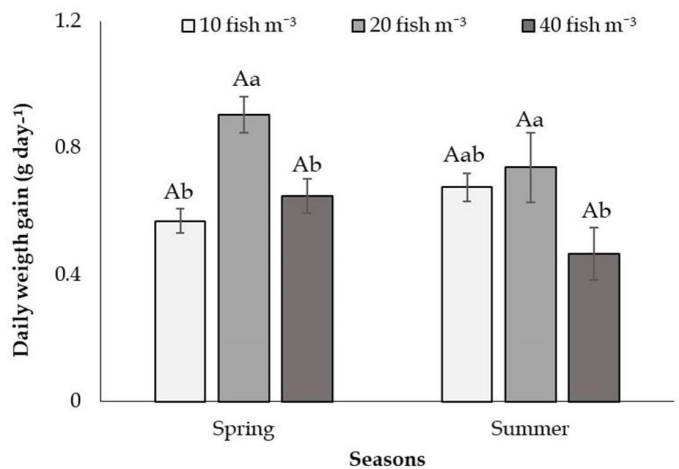 1.2
10 fish m⁻³ 20 fish m⁻³ 40 fish m⁻³
Aa
Aa
0.8
Ab
Aab
Ab
Ab
0.4
0
Daily weigth gain (g day-¹)
Spring Summer
Seasons